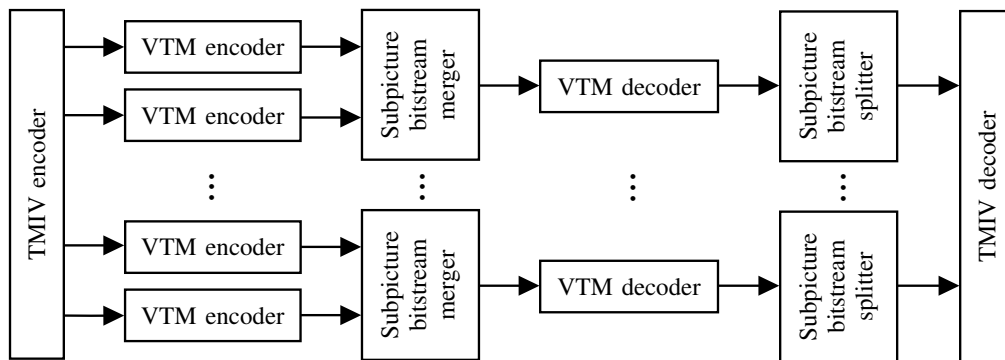 TMIV encoder
VTM encoder
VTM encoder
...
VTM encoder
VTM encoder
Subpicture
bitstream
merger
...
Subpicture
bitstream
merger
VTM decoder
...
VTM decoder
Subpicture
bitstream
splitter
...
Subpicture
bitstream
splitter
TMIV decoder